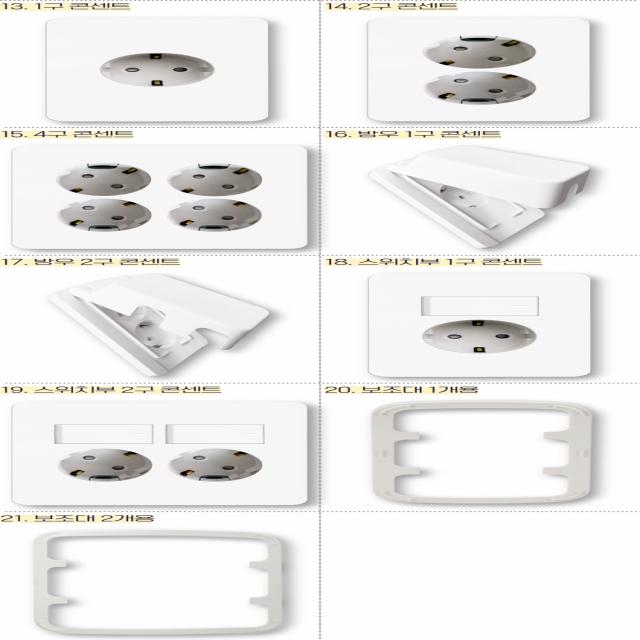 13. 1구 콘센트
14. 2구 콘센트
15. 4구 콘센트
16. 방우 1구 콘센트
17. 방우 2구 콘센트
18. 스위치부 1구 콘센트
19. 스위치부 2구 콘센트
20. 보조대 1개용
21. 보조대 2개용